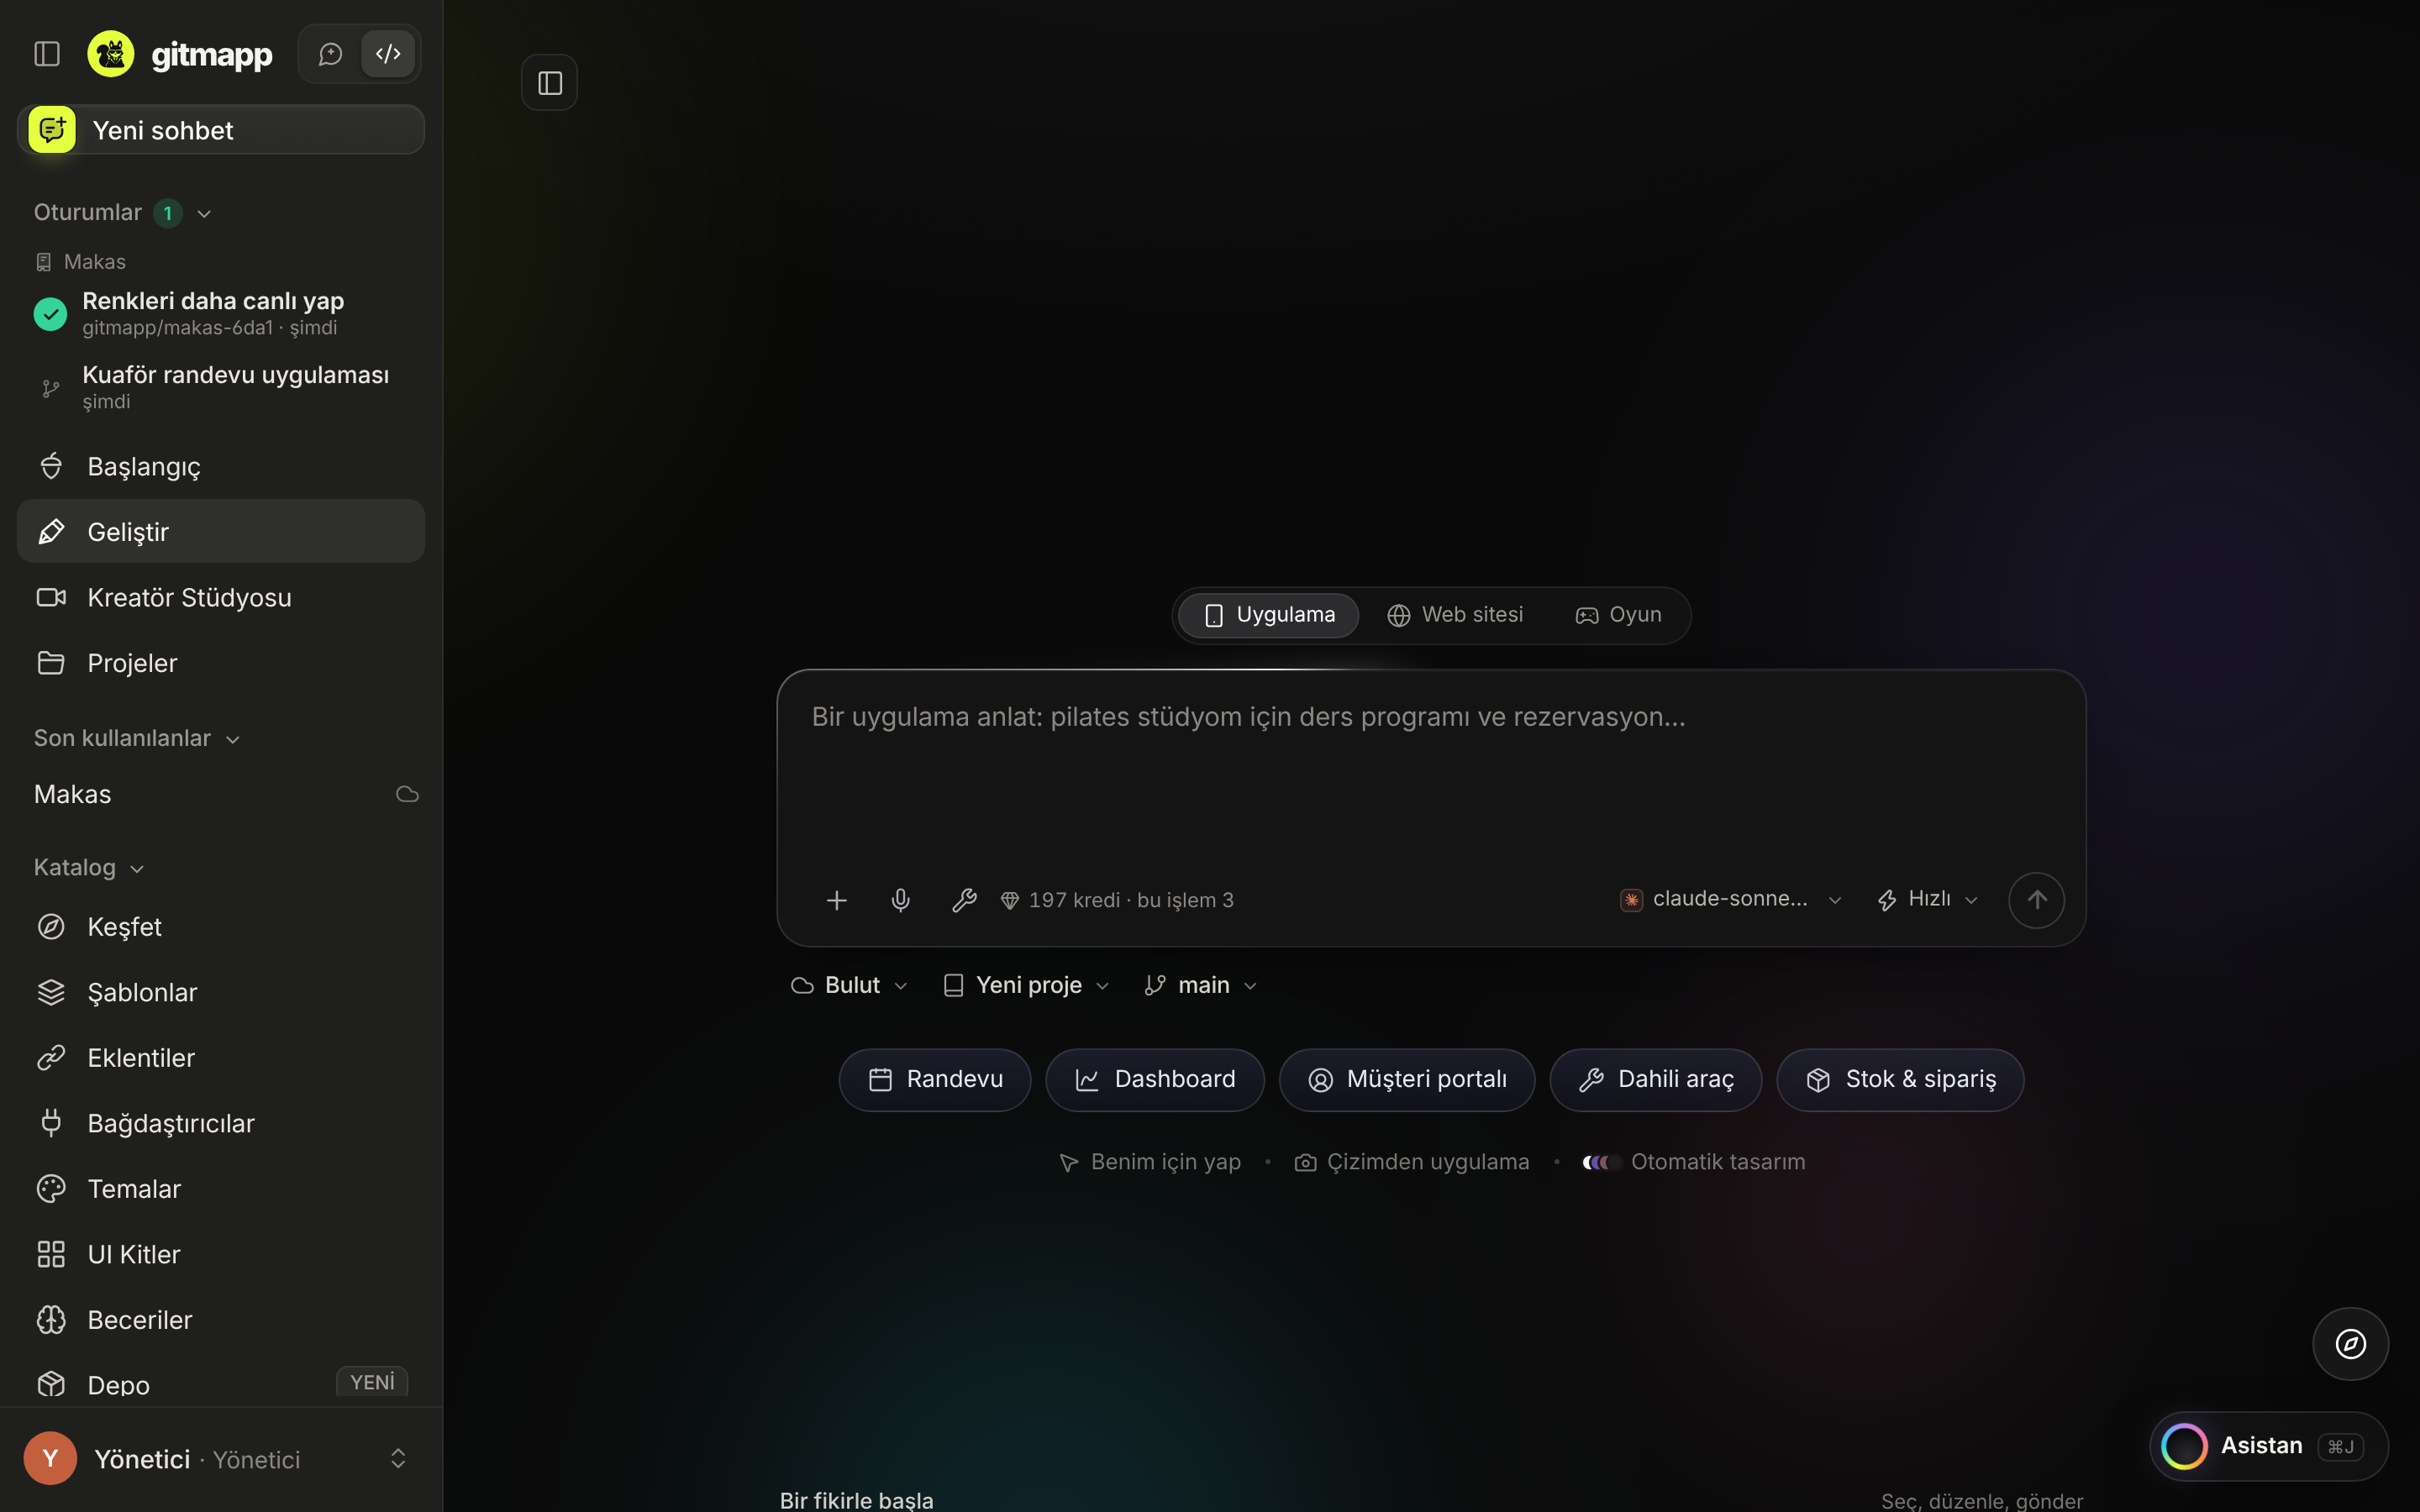 gitmapp
Yeni sohbet
Oturumlar 1
Makas
Renkleri daha canlı yap
gitmapp/makas-6da1 · şimdi
Kuaför randevu uygulaması
şimdi
Başlangıç
Geliştir
Kreatör Stüdyosu
Projeler
Son kullanılanlar
Makas
Katalog
Keşfet
Şablonlar
Eklentiler
Bağdaştırıcılar
Temalar
UI Kitler
Beceriler
Depo YENİ
Y Yönetici · Yönetici
Uygulama Web sitesi Oyun
Bir uygulama anlat: pilates stüdyom için ders programı ve rezervasyon...
197 kredi · bu işlem 3 claude-sonne... Hızlı
Bulut Yeni proje main
Randevu Dashboard Müşteri portalı Dahili araç Stok & sipariş
Benim için yap • Çizimden uygulama • Otomatik tasarım
Asistan ⌘J
Bir fikirle başla Seç, düzenle, gönder